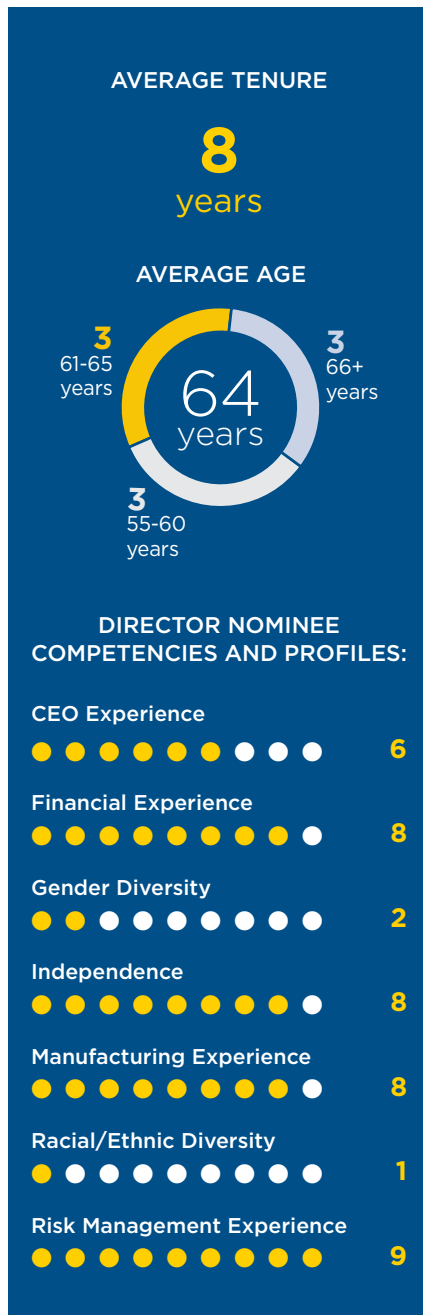 AVERAGE TENURE
8
years
AVERAGE AGE
3
61-65
years
3
66+
years
64
years
3
55-60
years
DIRECTOR NOMINEE
COMPETENCIES AND PROFILES:
CEO Experience
6
Financial Experience
8
Gender Diversity
2
Independence
8
Manufacturing Experience
8
Racial/Ethnic Diversity
1
Risk Management Experience
9